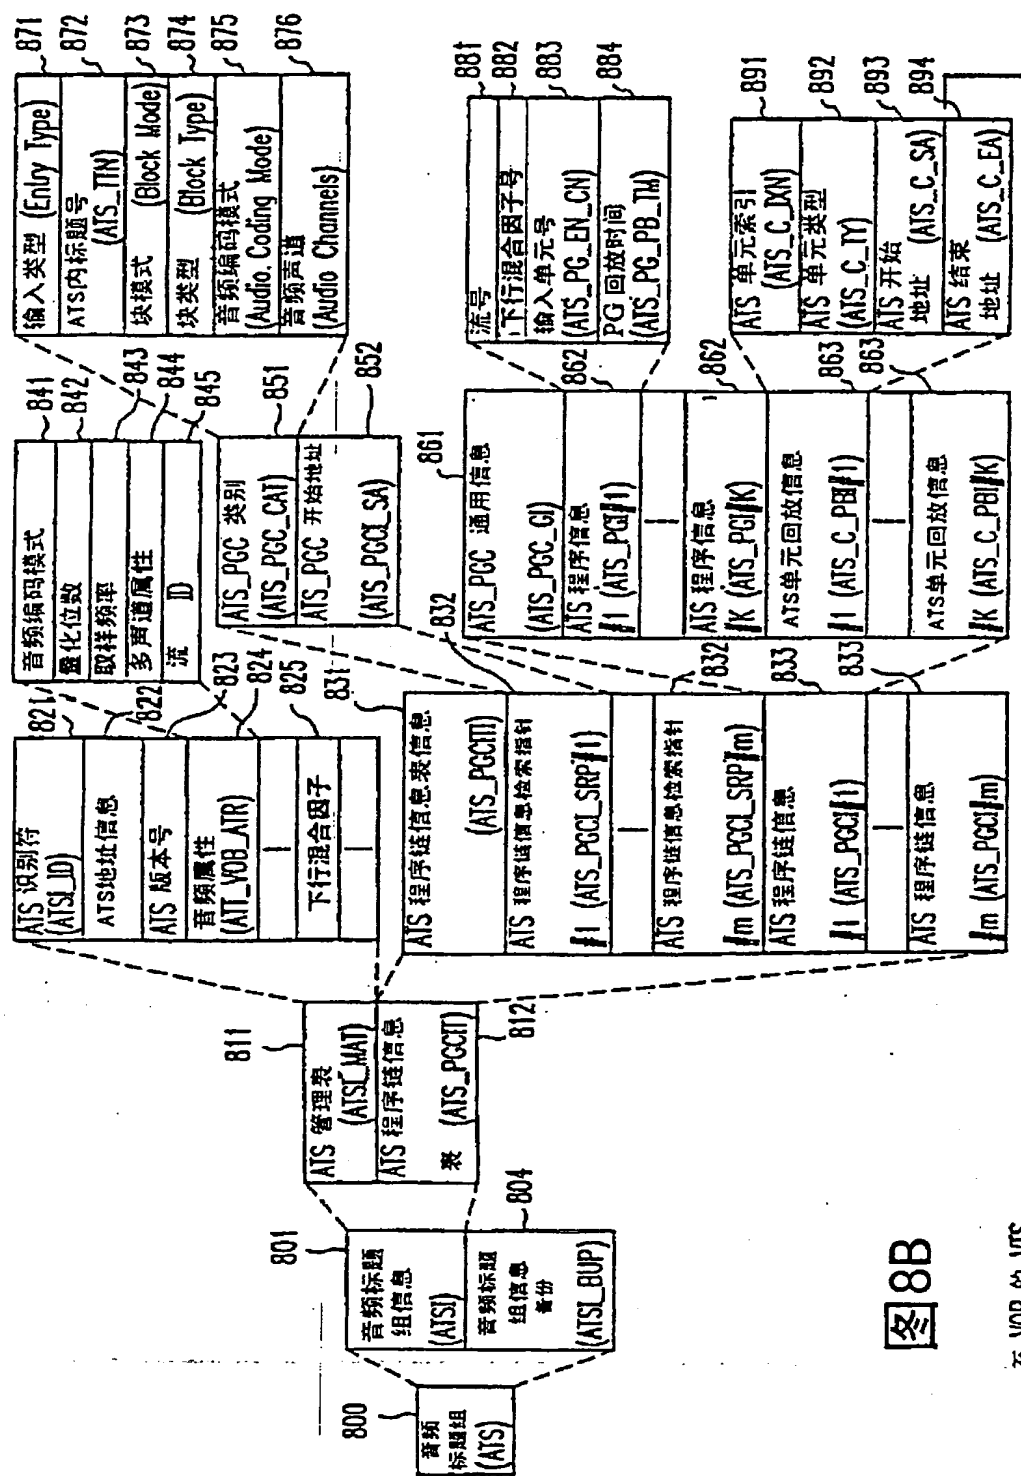 800
音频
标题组
(ATS)
801
音频标题
组信息
(ATSI)
音频标题
组信息
备份
(ATSI_BUP)
804
811
ATS 管理表
(ATSI_MAT)
ATS 程序链信息
表 (ATS_PGCIT)
812
ATS 识别符
(ATSI_ID)
821
ATS地址信息
822
ATS 版本号
823
音频属性
(ATT_VOB_ATR)
824
下行混合因子
825
831
ATS 程序链信息表信息
(ATS_PGCITI)
832
ATS 程序链信息检索指针
#1 (ATS_PGCI_SRP#1)
ATS 程序链信息检索指针
#m (ATS_PGCI_SRP#m)
832
ATS 程序链信息
#1 (ATS_PGCI#1)
833
ATS 程序链信息
#m (ATS_PGCI#m)
833
音频编码模式
841
量化位数
842
取样频率
843
多声道属性
844
流 ID
845
ATS_PGC 类别
(ATS_PGC_CAT)
851
ATS_PGC 开始地址
(ATS_PGCI_SA)
852
861
ATS_PGC 通用信息
(ATS_PGC_GI)
ATS 程序信息
#1 (ATS_PGI#1)
862
ATS 程序信息
#K (ATS_PGI#K)
862
ATS单元回放信息
#1 (ATS_C_PBI#1)
863
ATS单元回放信息
#K (ATS_C_PBI#K)
863
输入类型 (Entry Type)
871
ATS内标题号
(ATS_TTN)
872
块模式 (Block Mode)
873
块类型 (Block Type)
874
音频编码模式
(Audio Coding Mode)
875
音频声道
(Audio Channels)
876
流号
881
下行混合因子号
882
输入单元号
(ATS_PG_EN_CN)
883
PG 回放时间
(ATS_PG_PB_TM)
884
ATS 单元索引
(ATS_C_IXN)
891
ATS 单元类型
(ATS_C_TY)
892
ATS 开始
地址 (ATS_C_SA)
893
ATS 结束
地址 (ATS_C_EA)
894
图8B